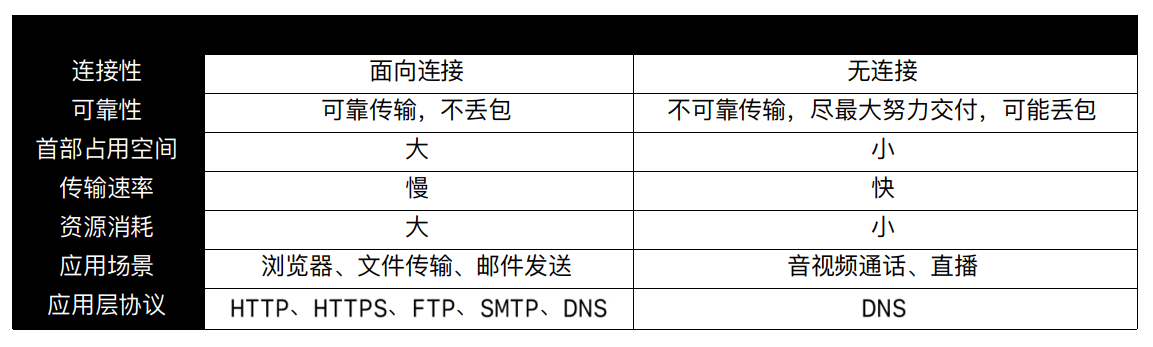 连接性 面向连接 无连接
可靠性 可靠传输，不丢包 不可靠传输，尽最大努力交付，可能丢包
首部占用空间 大 小
传输速率 慢 快
资源消耗 大 小
应用场景 浏览器、文件传输、邮件发送 音视频通话、直播
应用层协议 HTTP、HTTPS、FTP、SMTP、DNS DNS